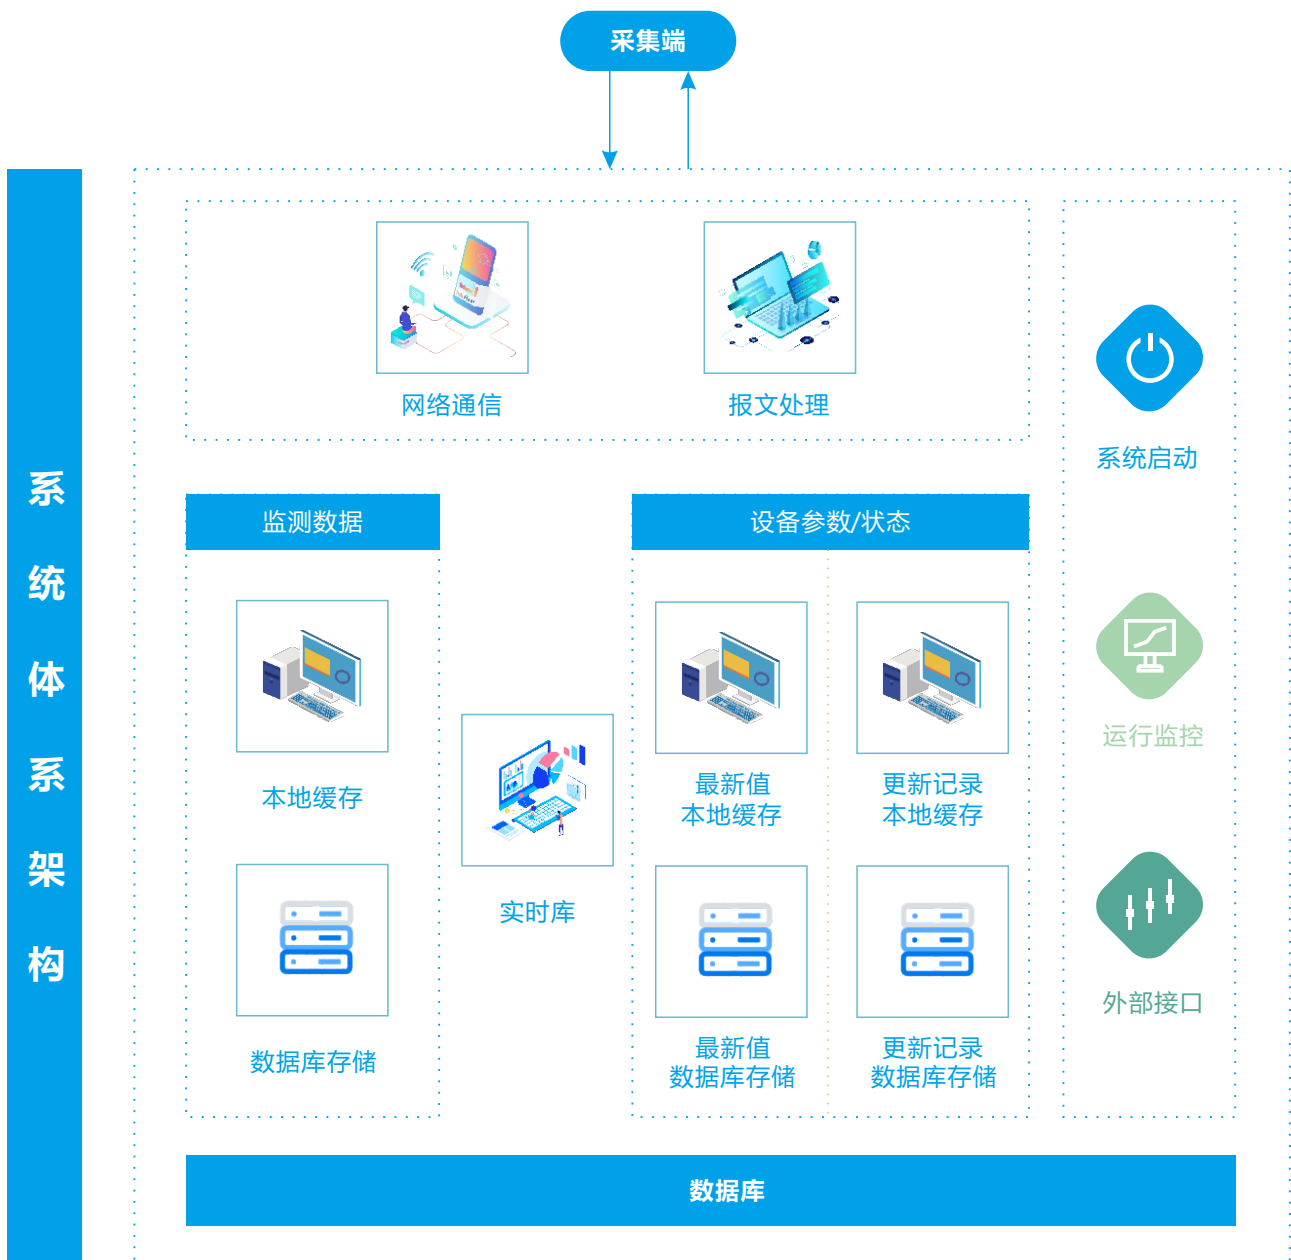 采集端
系统体系架构
网络通信
报文处理
系统启动
监测数据
设备参数/状态
本地缓存
最新值
本地缓存
更新记录
本地缓存
运行监控
实时库
数据库存储
最新值
数据库存储
更新记录
数据库存储
外部接口
数据库